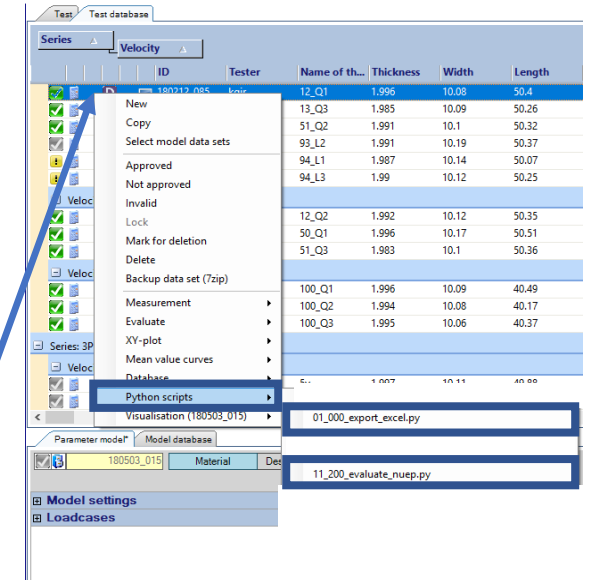 Test Test database
Series
Velocity
ID Tester Name of th... Thickness Width Length
180212_085 kgir 12_Q1 1.996 10.08 50.4
New 13_Q3 1.985 10.09 50.26
Copy 51_Q2 1.991 10.1 50.32
Select model data sets 93_L2 1.991 10.19 50.37
Approved 94_L1 1.987 10.14 50.07
Not approved 94_L3 1.99 10.12 50.25
Veloc Invalid
Lock 12_Q2 1.992 10.12 50.35
Mark for deletion 50_Q1 1.996 10.17 50.51
Delete 51_Q3 1.983 10.1 50.36
Veloc Backup data set (7zip)
Measurement 100_Q1 1.996 10.09 40.49
Evaluate 100_Q2 1.994 10.08 40.17
XY-plot 100_Q3 1.995 10.06 40.37
Series: 3P Mean value curves
Veloc Database
1.997 10.11 49.88
Python scripts
Visualisation (180503_015) 01_000_export_excel.py
Parameter model* Model database
180503_015 Material Des
11_200_evaluate_nuep.py
Model settings
Loadcases